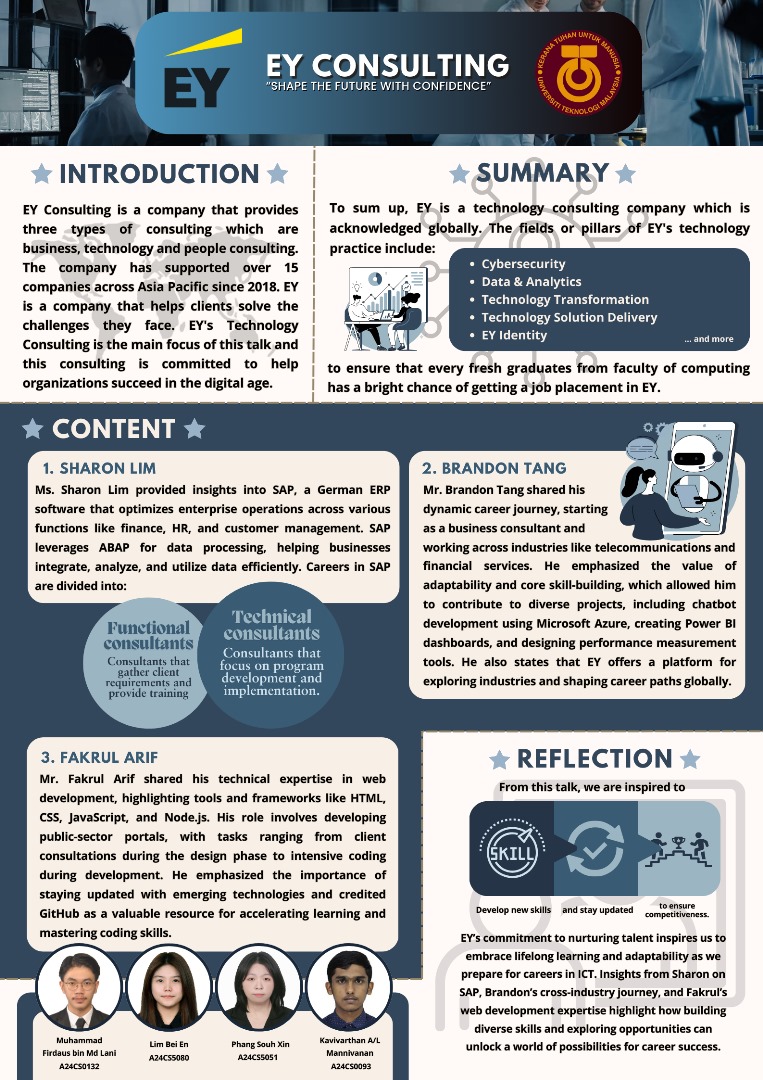 EY
EY CONSULTING
"SHAPE THE FUTURE WITH CONFIDENCE"
KERANA TUHAN UNTUK MANUSIA
UNIVERSITI TEKNOLOGI MALAYSIA
INTRODUCTION
EY Consulting is a company that provides
three types of consulting which are
business, technology and people consulting.
The company has supported over 15
companies across Asia Pacific since 2018. EY
is a company that helps clients solve the
challenges they face. EY's Technology
Consulting is the main focus of this talk and
this consulting is committed to help
organizations succeed in the digital age.
SUMMARY
To sum up, EY is a technology consulting company which is
acknowledged globally. The fields or pillars of EY's technology
practice include:
• Cybersecurity
• Data & Analytics
• Technology Transformation
• Technology Solution Delivery
• EY Identity
... and more
to ensure that every fresh graduates from faculty of computing
has a bright chance of getting a job placement in EY.
CONTENT
1. SHARON LIM
Ms. Sharon Lim provided insights into SAP, a German ERP
software that optimizes enterprise operations across various
functions like finance, HR, and customer management. SAP
leverages ABAP for data processing, helping businesses
integrate, analyze, and utilize data efficiently. Careers in SAP
are divided into:
Functional
consultants
Consultants that
gather client
requirements and
provide training
Technical
consultants
Consultants that
focus on program
development and
implementation.
2. BRANDON TANG
Mr. Brandon Tang shared his
dynamic career journey, starting
as a business consultant and
working across industries like telecommunications and
financial services. He emphasized the value of
adaptability and core skill-building, which allowed him
to contribute to diverse projects, including chatbot
development using Microsoft Azure, creating Power BI
dashboards, and designing performance measurement
tools. He also states that EY offers a platform for
exploring industries and shaping career paths globally.
3. FAKRUL ARIF
Mr. Fakrul Arif shared his technical expertise in web
development, highlighting tools and frameworks like HTML,
CSS, JavaScript, and Node.js. His role involves developing
public-sector portals, with tasks ranging from client
consultations during the design phase to intensive coding
during development. He emphasized the importance of
staying updated with emerging technologies and credited
GitHub as a valuable resource for accelerating learning and
mastering coding skills.
Muhammad
Firdaus bin Md Lani
A24CS0132
Lim Bei En
A24CS5080
Phang Souh Xin
A24CS5051
Kavivarthan A/L
Mannivanan
A24CS0093
REFLECTION
From this talk, we are inspired to
SKILL
Develop new skills
and stay updated
to ensure
competitiveness.
EY's commitment to nurturing talent inspires us to
embrace lifelong learning and adaptability as we
prepare for careers in ICT. Insights from Sharon on
SAP, Brandon's cross-industry journey, and Fakrul's
web development expertise highlight how building
diverse skills and exploring opportunities can
unlock a world of possibilities for career success.